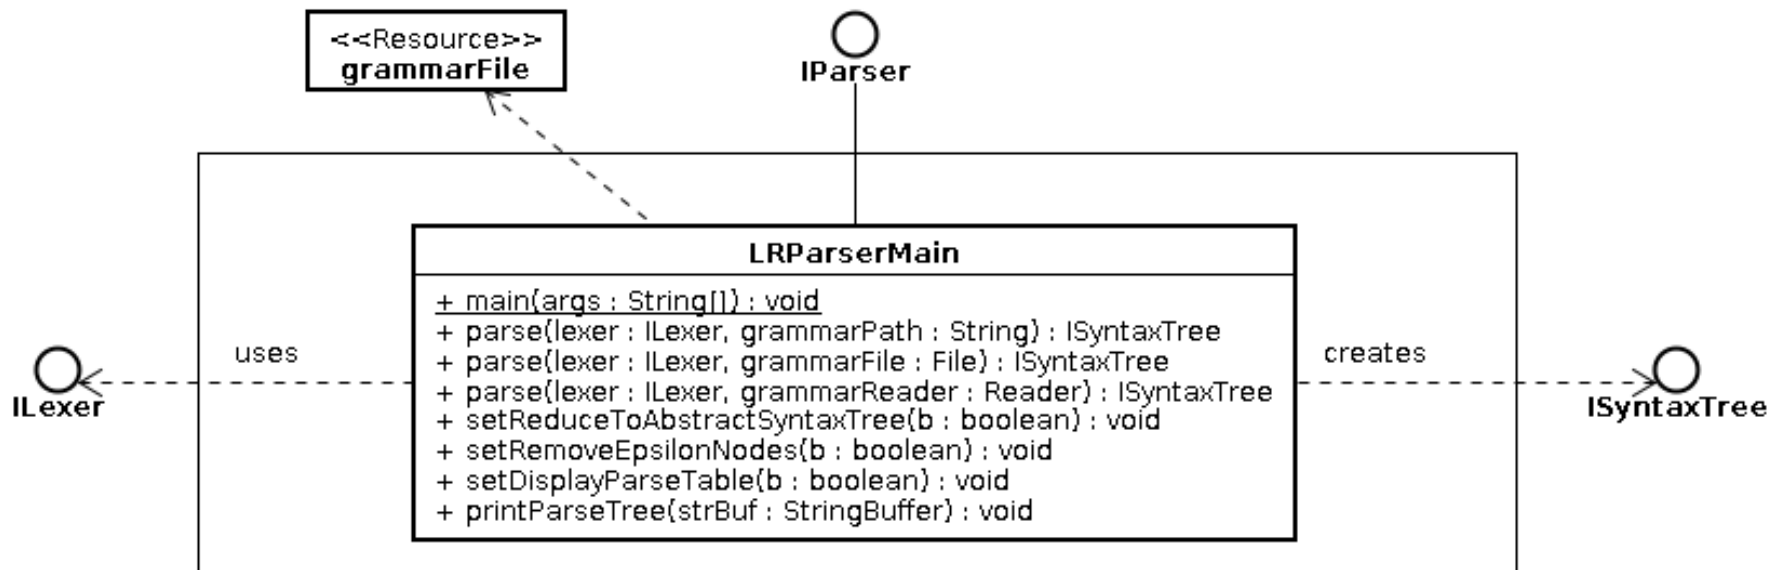 <<Resource>>
grammarFile
IParser
LRParserMain
+ main(args : String[]) : void
+ parse(lexer : ILexer, grammarPath : String) : ISyntaxTree
+ parse(lexer : ILexer, grammarFile : File) : ISyntaxTree
+ parse(lexer : ILexer, grammarReader : Reader) : ISyntaxTree
+ setReduceToAbstractSyntaxTree(b : boolean) : void
+ setRemoveEpsilonNodes(b : boolean) : void
+ setDisplayParseTable(b : boolean) : void
+ printParseTree(strBuf : StringBuffer) : void
uses
ILexer
creates
ISyntaxTree